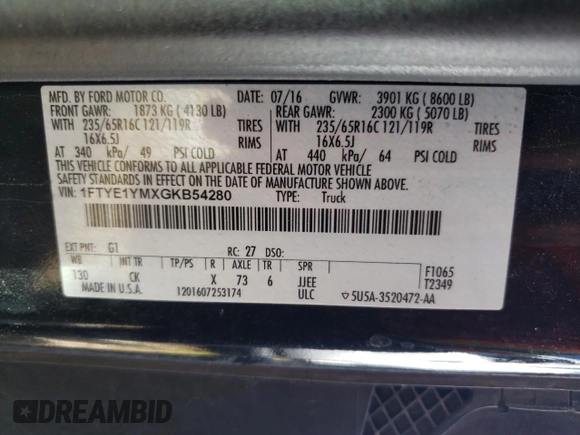 MFD. BY FORD MOTOR CO. DATE: 07/16 GVWR: 3901 KG ( 8600 LB)
FRONT GAWR: 1873 KG ( 4130 LB) REAR GAWR: 2300 KG ( 5070 LB)
WITH 235/65R16C 121/119R TIRES WITH 235/65R16C 121/119R TIRES
16X6.5J RIMS 16X6.5J RIMS
AT 340 kPa/ 49 PSI COLD AT 440 kPa/ 64 PSI COLD
THIS VEHICLE CONFORMS TO ALL APPLICABLE FEDERAL MOTOR VEHICLE
SAFETY STANDARDS IN EFFECT ON THE DATE OF MANUFACTURE SHOWN ABOVE.
VIN: 1FTYE1YMXGKB54280 TYPE: Truck
EXT PNT: G1 RC: 27 DSO:
WB INT TR TP/PS R AXLE TR SPR F1065
130 CK X 73 6 JJEE T2349
MADE IN U.S.A. 1201607253174 ULC ▽5U5A-3520472-AA
DREAMBID